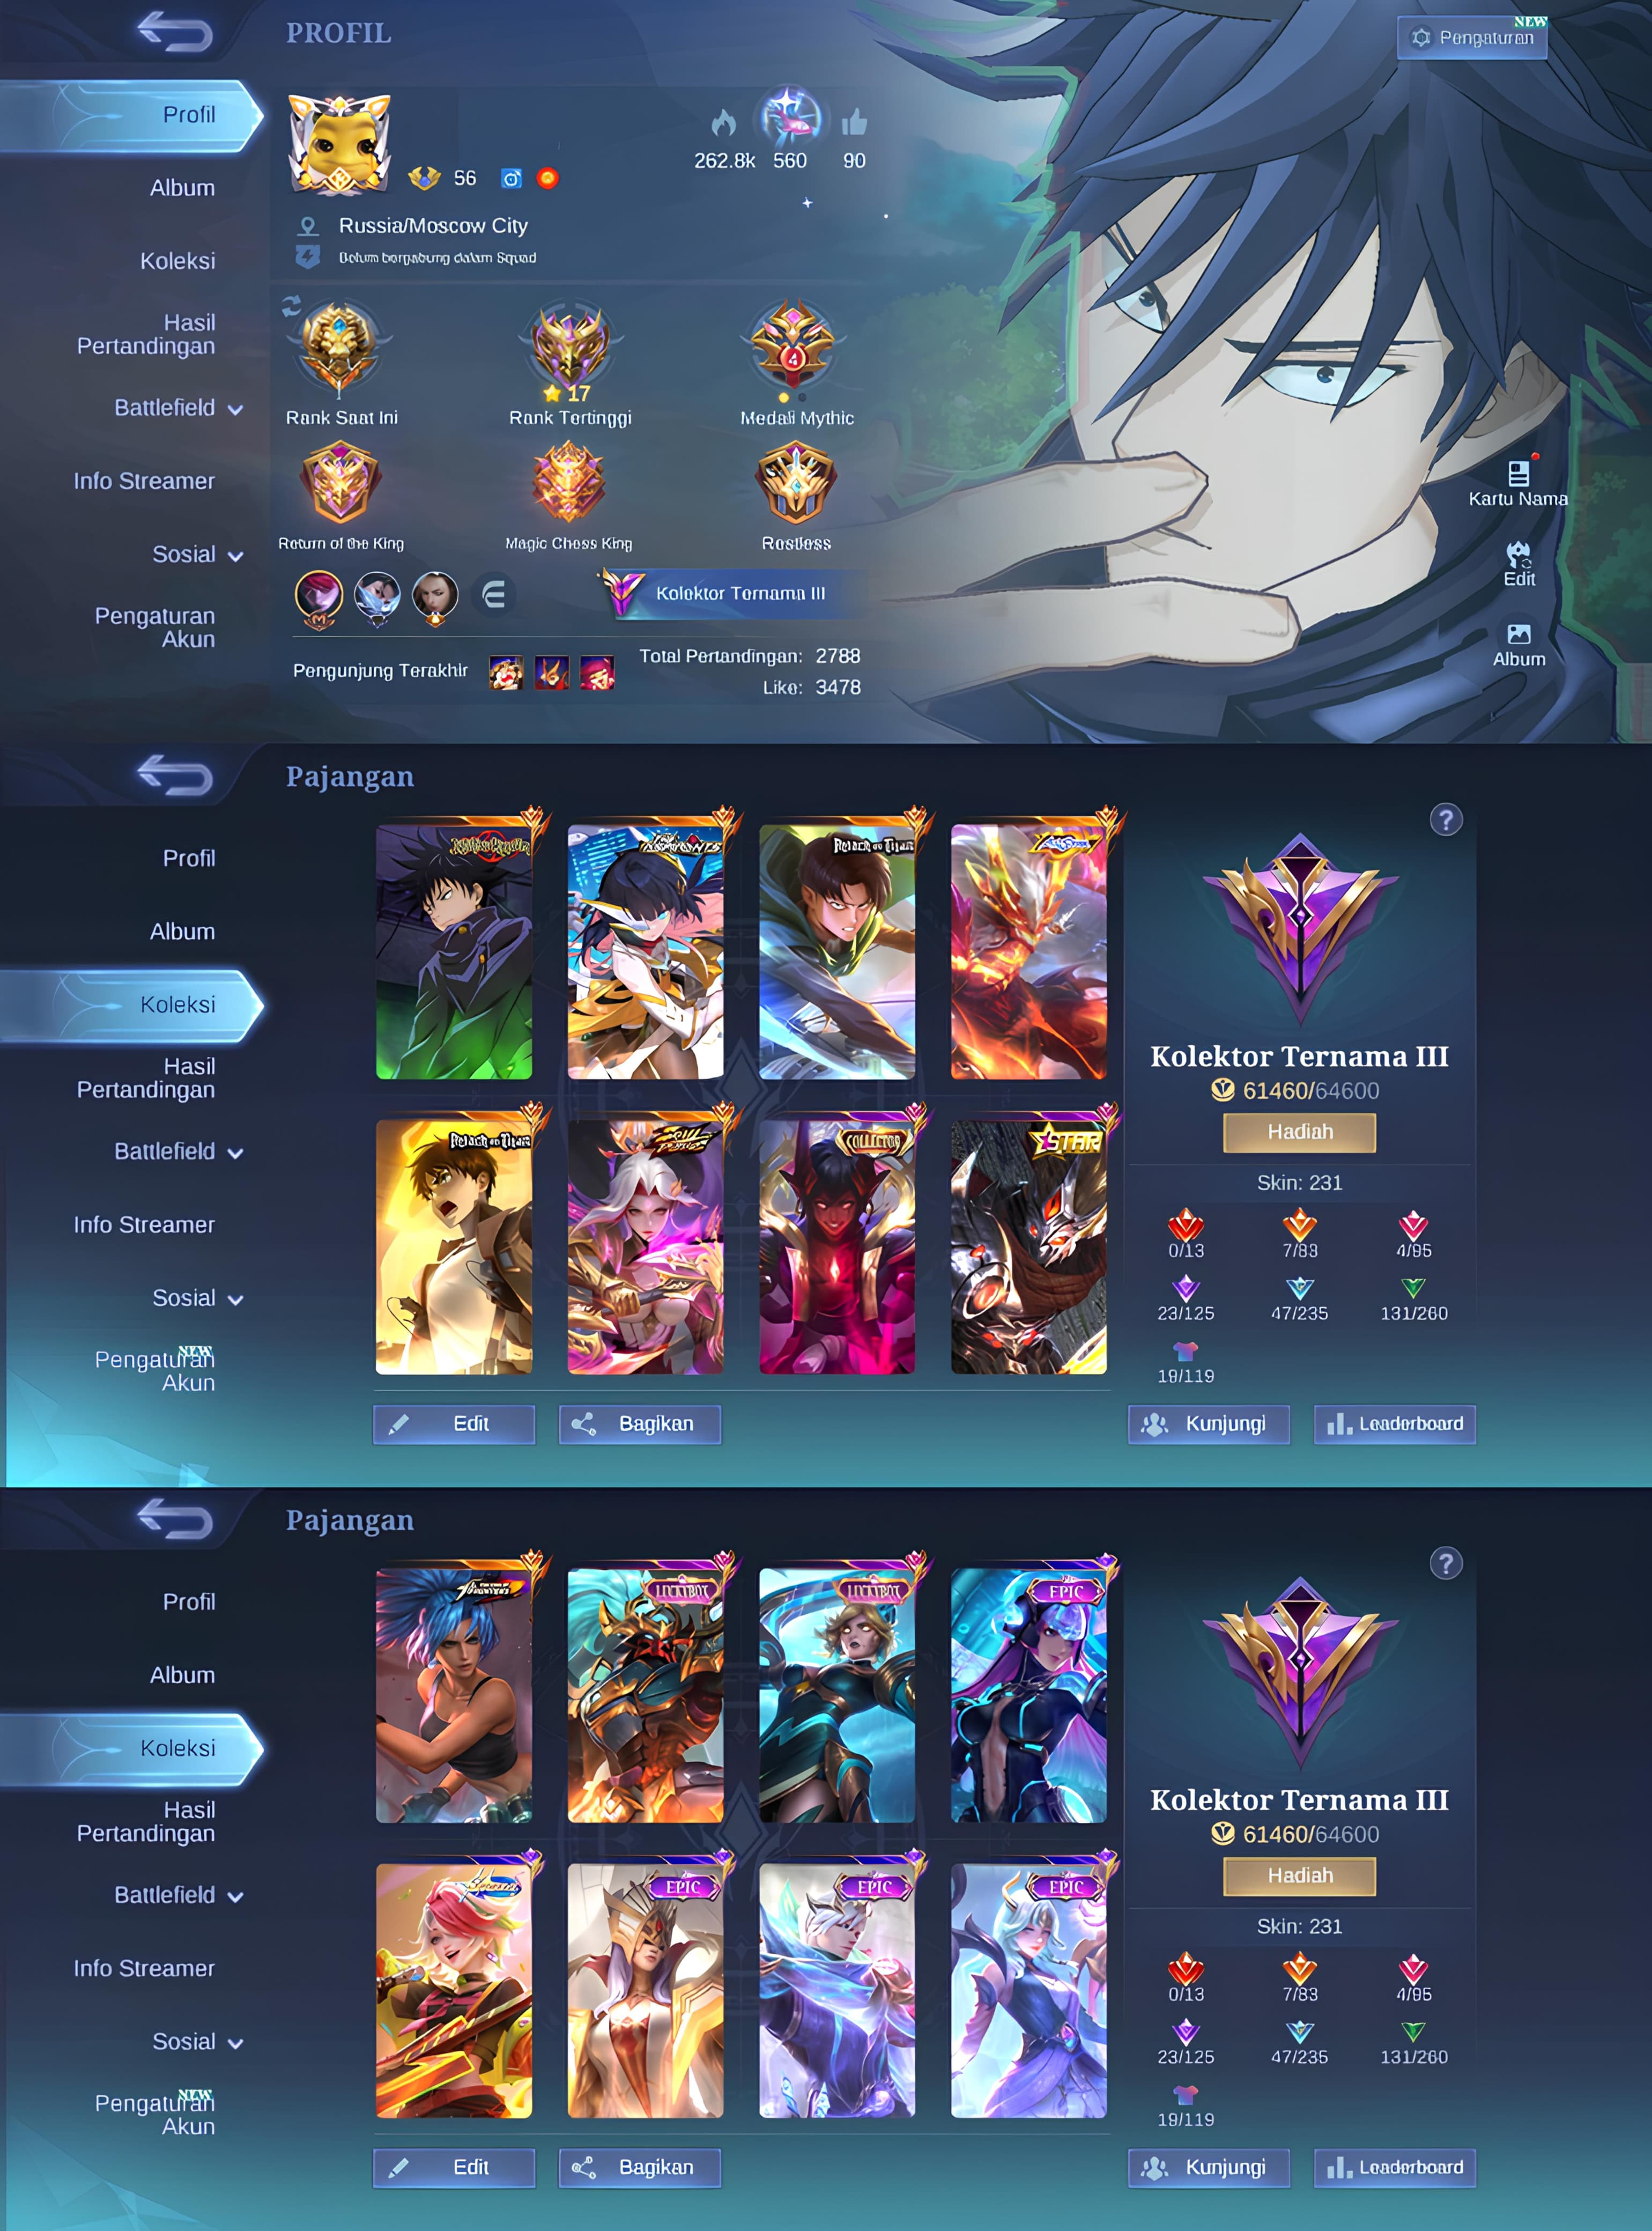 PROFIL
NEW
Pengaturan
Profil
Album
Koleksi
Hasil
Pertandingan
Battlefield
Info Streamer
Sosial
Pengaturan
Akun
56
262.8k
560
90
Russia/Moscow City
Belum bergabung dalam Squad
17
4
Rank Saat Ini
Rank Tertinggi
Medali Mythic
Return of the King
Magic Chess King
Restless
Kolektor Ternama III
Pengunjung Terakhir
Total Pertandingan: 2788
Like: 3478
Kartu Nama
Edit
Album
Pajangan
Profil
Album
Koleksi
Hasil
Pertandingan
Battlefield
Info Streamer
Sosial
NEW
Pengaturan
Akun
Attack on Titan
Attack on Titan
COLLECTOR
STAR
?
Kolektor Ternama III
61460/64600
Hadiah
Skin: 231
0/13
7/83
4/95
23/125
47/235
131/260
19/119
Edit
Bagikan
Kunjungi
Leaderboard
Pajangan
Profil
Album
Koleksi
Hasil
Pertandingan
Battlefield
Info Streamer
Sosial
NEW
Pengaturan
Akun
LUCKYBOX
LUCKYBOX
EPIC
EPIC
EPIC
EPIC
?
Kolektor Ternama III
61460/64600
Hadiah
Skin: 231
0/13
7/83
4/95
23/125
47/235
131/260
19/119
Edit
Bagikan
Kunjungi
Leaderboard